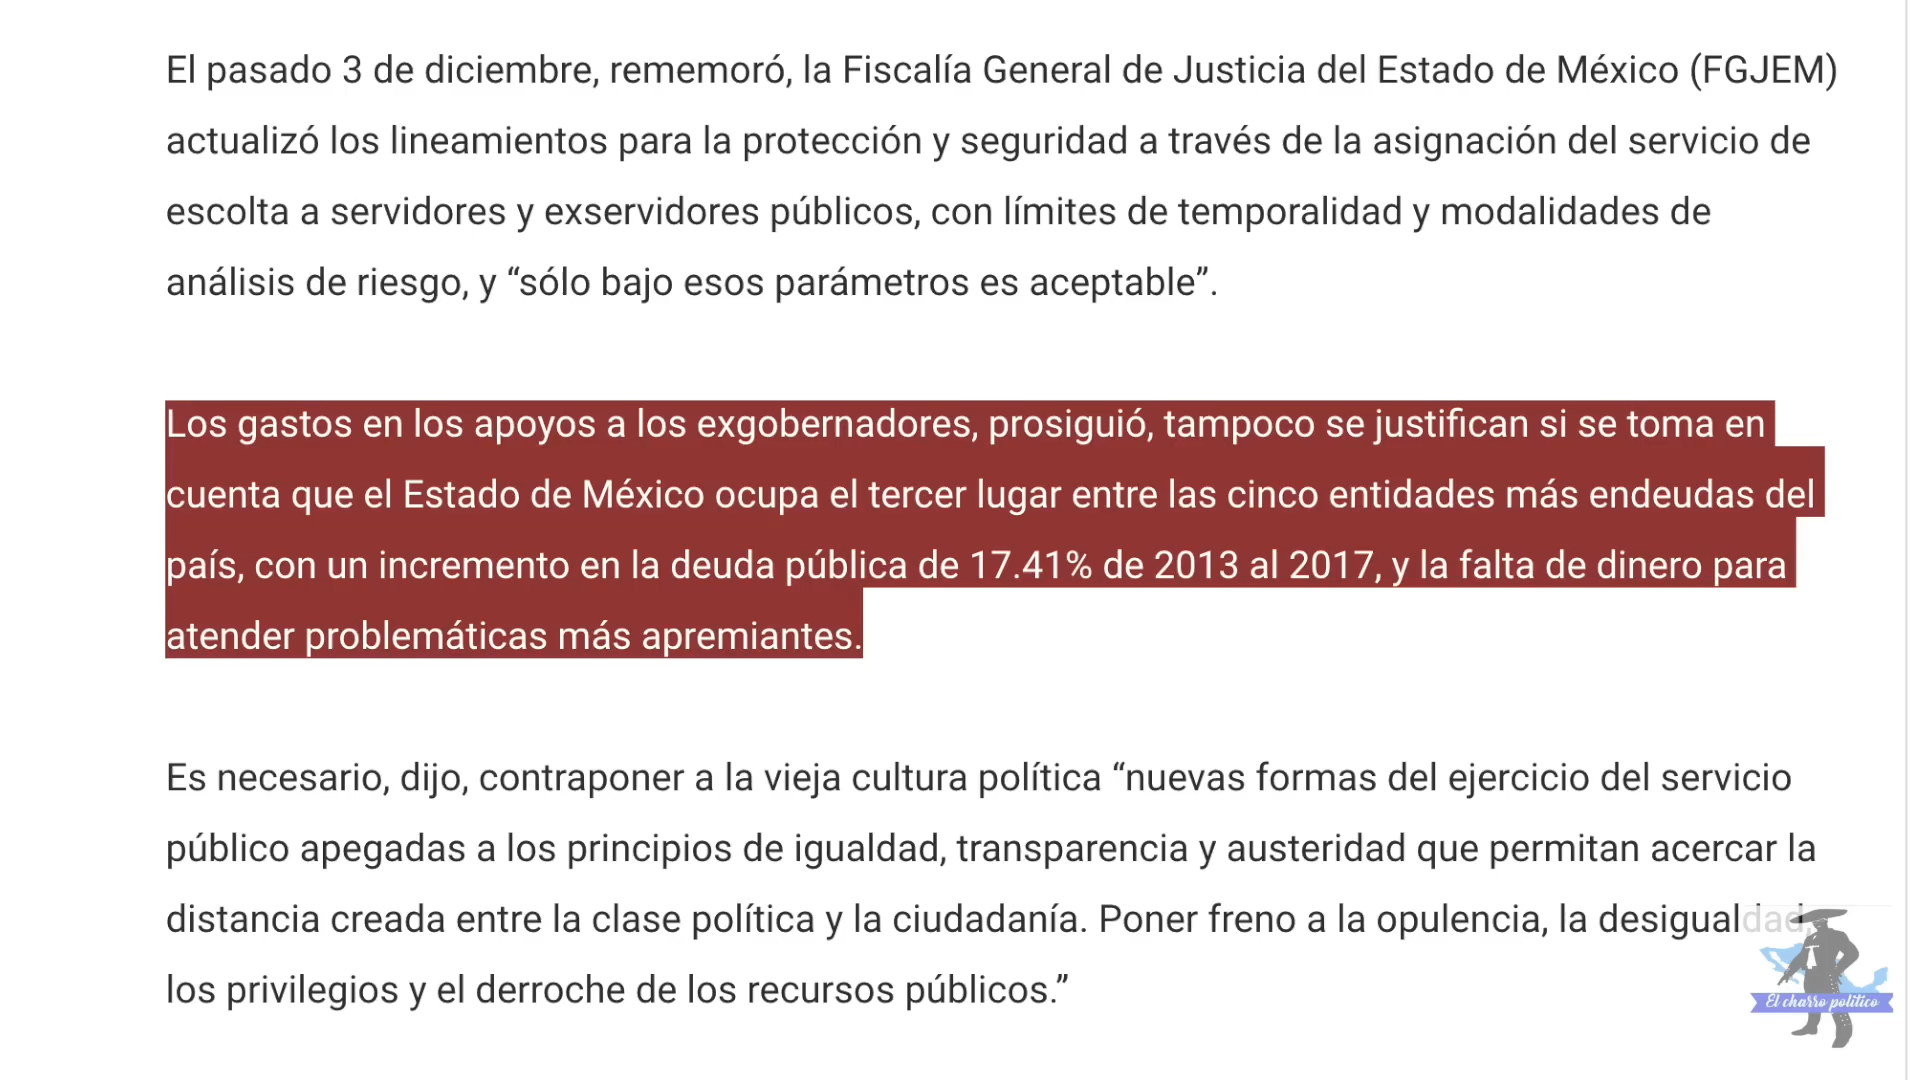 El pasado 3 de diciembre, rememoró, la Fiscalía General de Justicia del Estado de México (FGJEM)
actualizó los lineamientos para la protección y seguridad a través de la asignación del servicio de
escolta a servidores y exservidores públicos, con límites de temporalidad y modalidades de
análisis de riesgo, y “sólo bajo esos parámetros es aceptable”.
Los gastos en los apoyos a los exgobernadores, prosiguió, tampoco se justifican si se toma en
cuenta que el Estado de México ocupa el tercer lugar entre las cinco entidades más endeudas del
país, con un incremento en la deuda pública de 17.41% de 2013 al 2017, y la falta de dinero para
atender problemáticas más apremiantes.
Es necesario, dijo, contraponer a la vieja cultura política “nuevas formas del ejercicio del servicio
público apegadas a los principios de igualdad, transparencia y austeridad que permitan acercar la
distancia creada entre la clase política y la ciudadanía. Poner freno a la opulencia, la desigualdad,
los privilegios y el derroche de los recursos públicos.”
El charro político